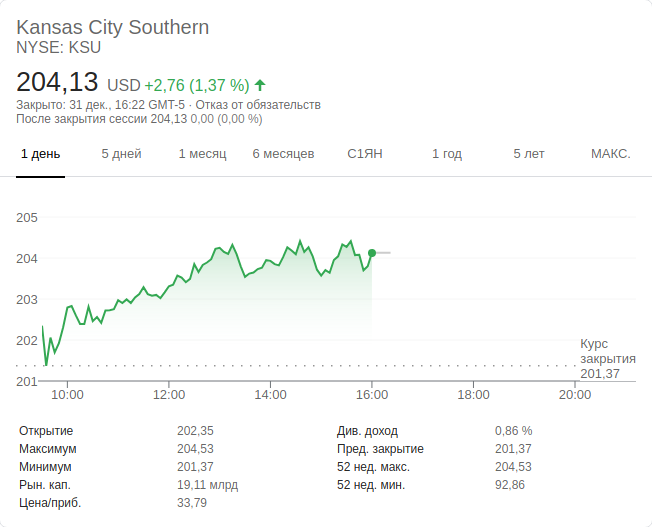 Kansas City Southern
NYSE: KSU
204,13 USD +2,76 (1,37 %)
Закрыто: 31 дек., 16:22 GMT-5 · Отказ от обязательств
После закрытия сессии 204,13 0,00 (0,00 %)
1 день 5 дней 1 месяц 6 месяцев С1ЯН 1 год 5 лет МАКС.
205
204
203
202
201
Курс
закрытия
201,37
10:00 12:00 14:00 16:00 18:00 20:00
Открытие 202,35 Див. доход 0,86 %
Максимум 204,53 Пред. закрытие 201,37
Минимум 201,37 52 нед. макс. 204,53
Рын. кап. 19,11 млрд 52 нед. мин. 92,86
Цена/приб. 33,79